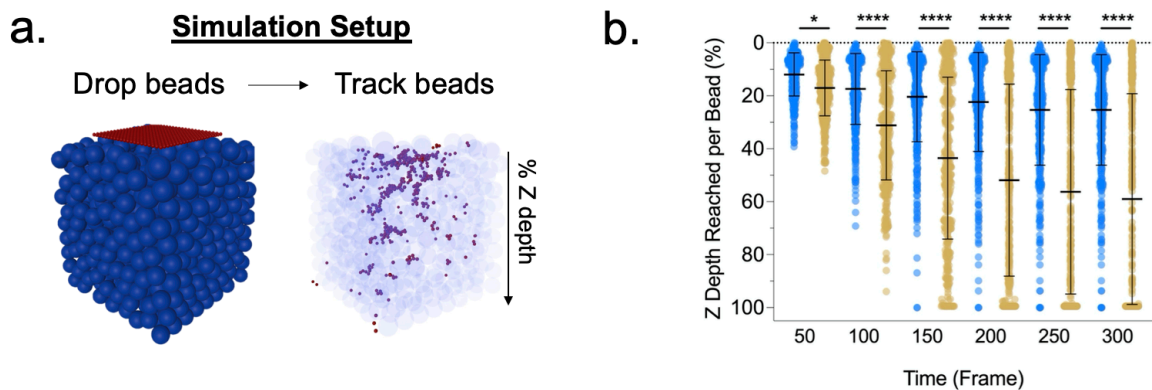 a.
Simulation Setup
Drop beads
Track beads
% Z depth
b.
* **** **** **** **** ****
Z Depth Reached per Bead (%)
0
20
40
60
80
100
50 100 150 200 250 300
Time (Frame)